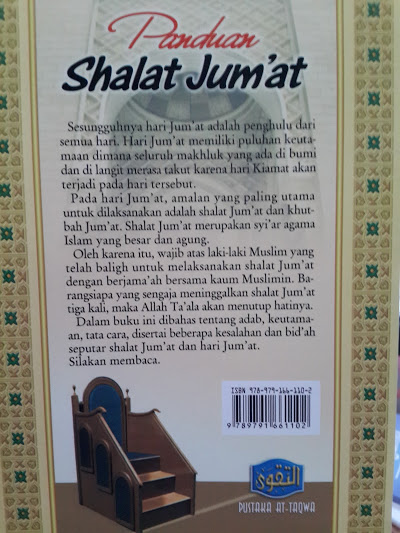 Panduan
Shalat Jum'at
Sesungguhnya hari Jum'at adalah penghulu dari
semua hari. Hari Jum'at memiliki puluhan keuta-
maan dimana seluruh makhluk yang ada di bumi
dan di langit merasa takut karena hari Kiamat akan
terjadi pada hari tersebut.
Pada hari Jum'at, amalan yang paling utama
untuk dilaksanakan adalah shalat Jum'at dan khut-
bah Jum'at. Shalat Jum'at merupakan syi'ar agama
Islam yang besar dan agung.
Oleh karena itu, wajib atas laki-laki Muslim yang
telah baligh untuk melaksanakan shalat Jum'at
dengan berjama'ah bersama kaum Muslimin. Ba-
rangsiapa yang sengaja meninggalkan shalat Jum'at
tiga kali, maka Allah Ta'ala akan menutup hatinya.
Dalam buku ini dibahas tentang adab, keutama-
an, tata cara, disertai beberapa kesalahan dan bid'ah
seputar shalat Jum'at dan hari Jum'at.
Silakan membaca.
ISBN 978-979-166-110-2
9 789791 661102
التقوى
PUSTAKA AT-TAQWA